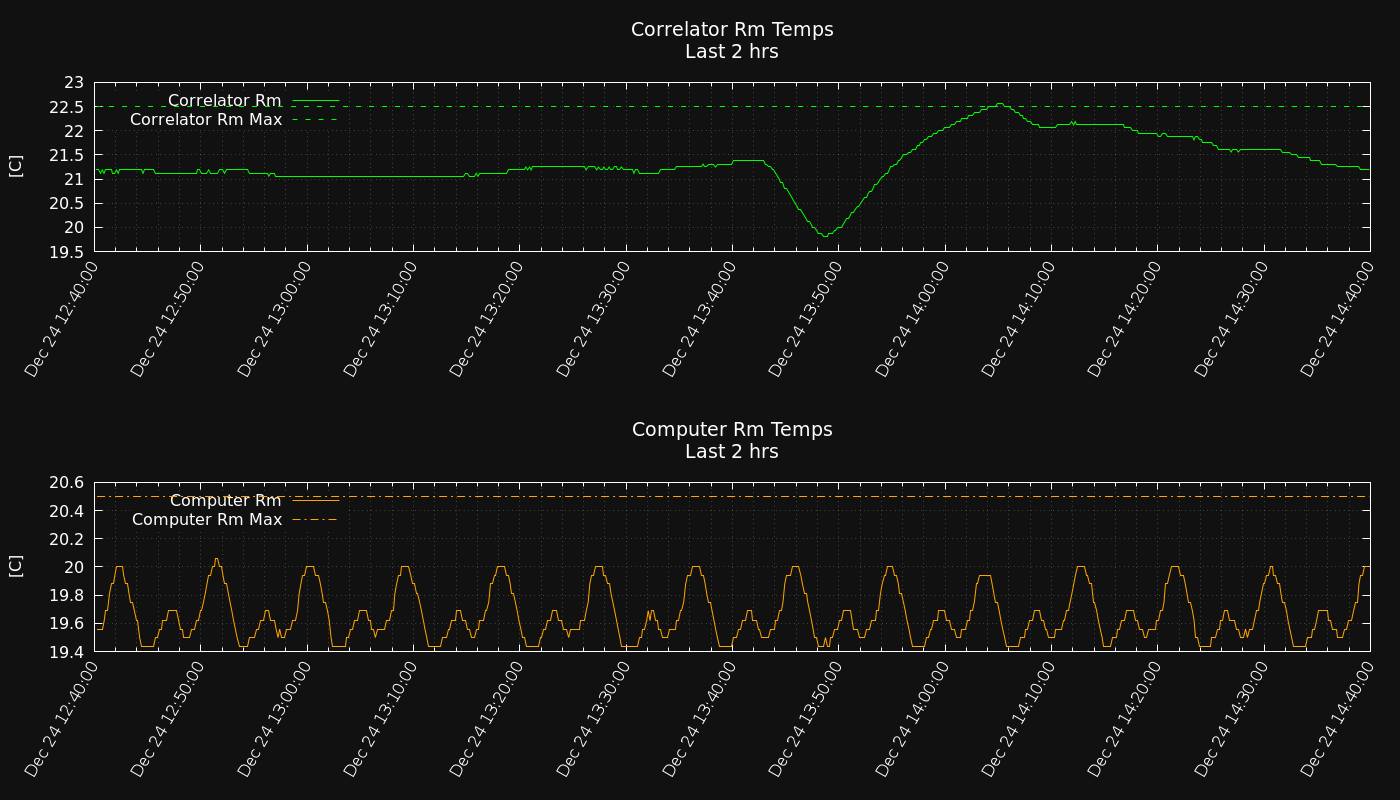 Correlator Rm Temps
Last 2 hrs
Correlator Rm
Correlator Rm Max
[C]
23
22.5
22
21.5
21
20.5
20
19.5
Dec 24 12:40:00
Dec 24 12:50:00
Dec 24 13:00:00
Dec 24 13:10:00
Dec 24 13:20:00
Dec 24 13:30:00
Dec 24 13:40:00
Dec 24 13:50:00
Dec 24 14:00:00
Dec 24 14:10:00
Dec 24 14:20:00
Dec 24 14:30:00
Dec 24 14:40:00
Computer Rm Temps
Last 2 hrs
Computer Rm
Computer Rm Max
[C]
20.6
20.4
20.2
20
19.8
19.6
19.4
Dec 24 12:40:00
Dec 24 12:50:00
Dec 24 13:00:00
Dec 24 13:10:00
Dec 24 13:20:00
Dec 24 13:30:00
Dec 24 13:40:00
Dec 24 13:50:00
Dec 24 14:00:00
Dec 24 14:10:00
Dec 24 14:20:00
Dec 24 14:30:00
Dec 24 14:40:00